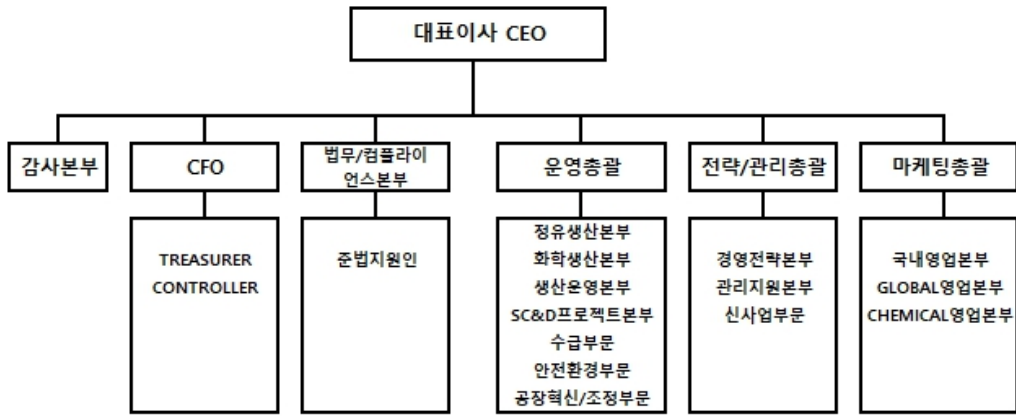 대표이사 CEO
감사본부
CFO
법무/컴플라이
언스본부
운영총괄
전략/관리총괄
마케팅총괄
TREASURER
CONTROLLER
준법지원인
정유생산본부
화학생산본부
생산운영본부
SC&D프로젝트본부
수급부문
안전환경부문
공장혁신/조정부문
경영전략본부
관리지원본부
신사업부문
국내영업본부
GLOBAL영업본부
CHEMICAL영업본부